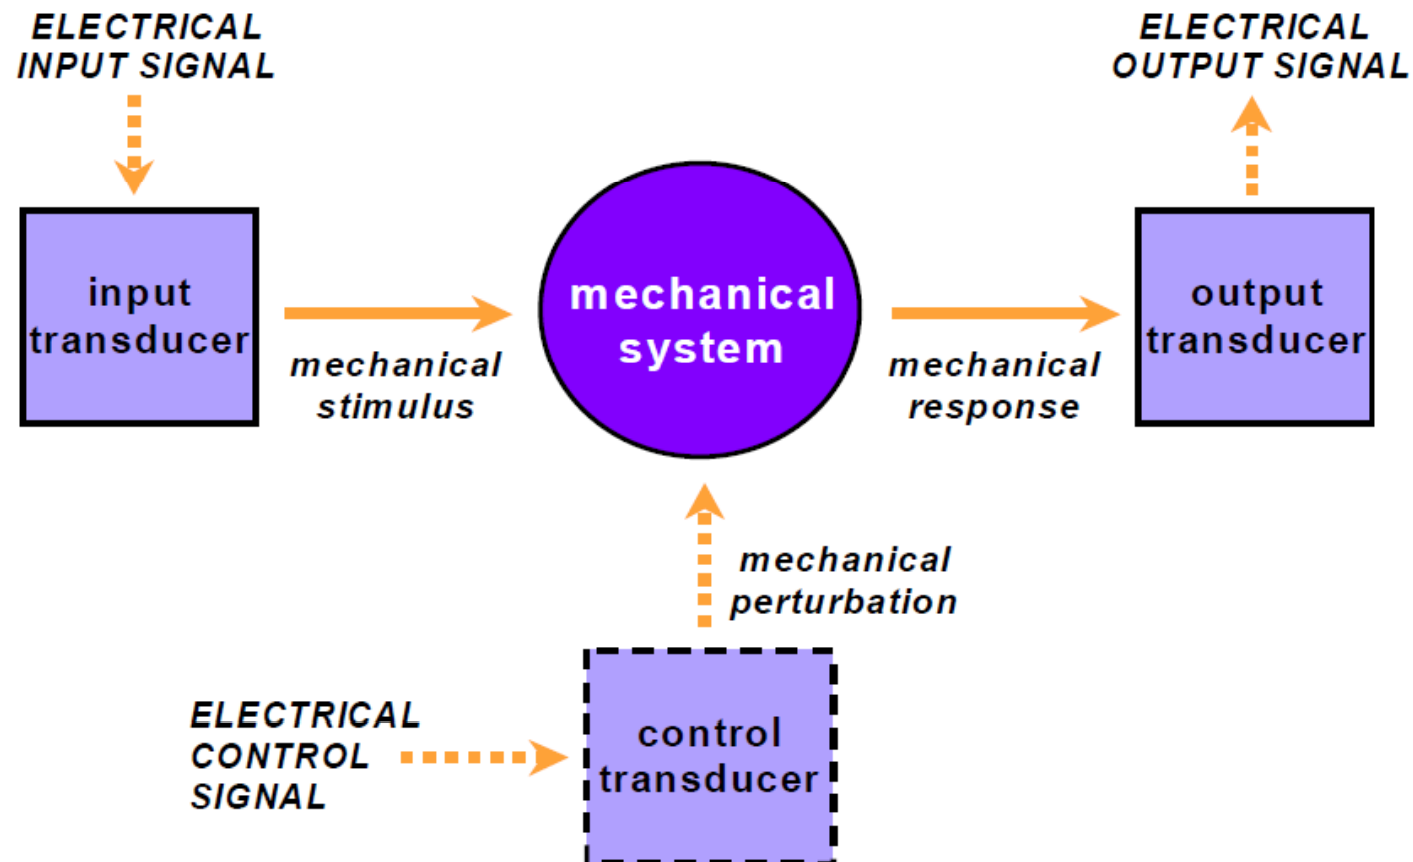 ELECTRICAL
INPUT SIGNAL
ELECTRICAL
OUTPUT SIGNAL
input
transducer
mechanical
stimulus
mechanical
system
mechanical
response
output
transducer
mechanical
perturbation
ELECTRICAL
CONTROL
SIGNAL
control
transducer